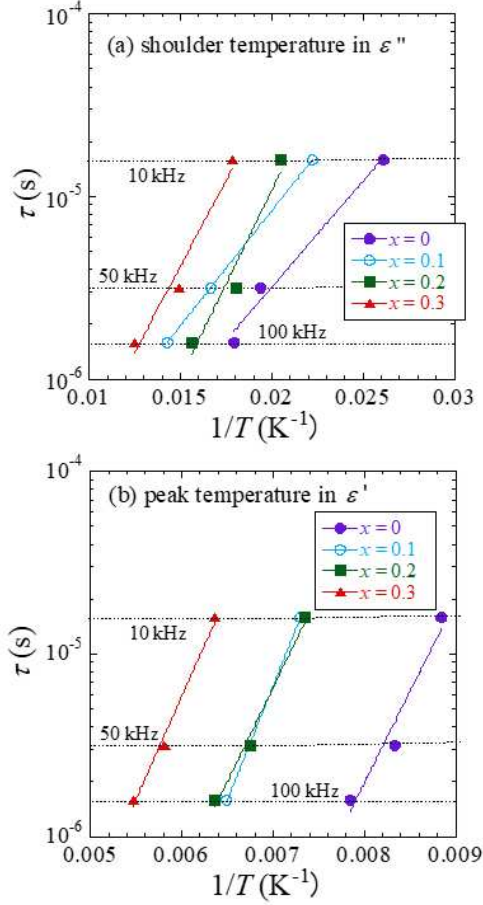 10⁻⁴
(a) shoulder temperature in ε"
10 kHz
10⁻⁵
τ (s)
x = 0
x = 0.1
x = 0.2
x = 0.3
50 kHz
100 kHz
10⁻⁶
0.01 0.015 0.02 0.025 0.03
1/T (K⁻¹)
10⁻⁴
(b) peak temperature in ε'
x = 0
x = 0.1
x = 0.2
x = 0.3
10 kHz
10⁻⁵
τ (s)
50 kHz
100 kHz
10⁻⁶
0.005 0.006 0.007 0.008 0.009
1/T (K⁻¹)